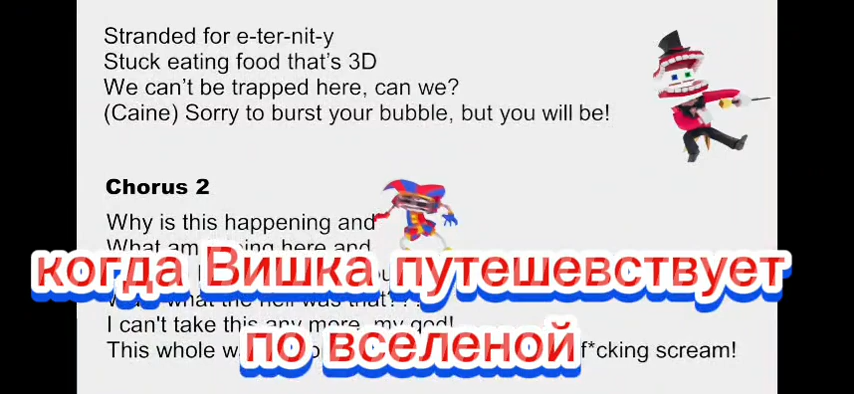 Stranded for e-ter-nit-y
Stuck eating food that's 3D
We can't be trapped here, can we?
(Caine) Sorry to burst your bubble, but you will be!
Chorus 2
Why is this happening and
What am here and
когда Вишка путешевствует
what the hell was that?
I can't take this any more, my god!
по вселеной
This whole f*cking scream!